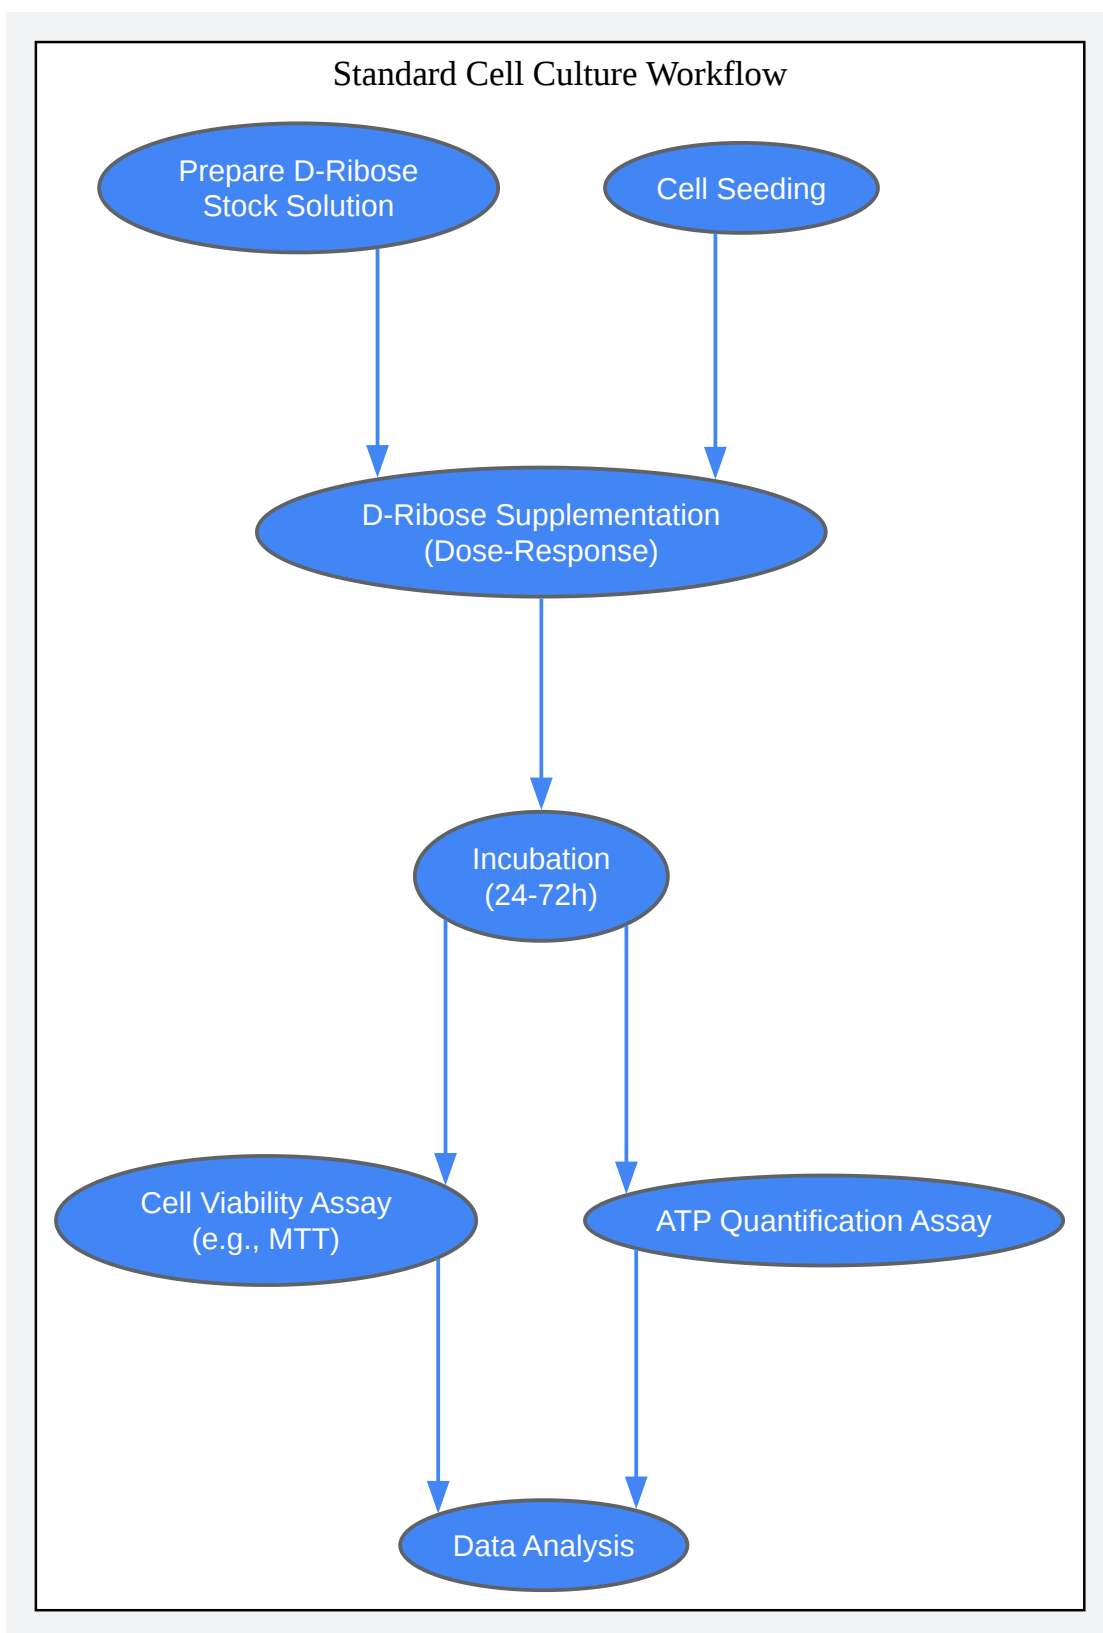 Standard Cell Culture Workflow
Prepare D-Ribose
Stock Solution
Cell Seeding
D-Ribose Supplementation
(Dose-Response)
Incubation
(24-72h)
Cell Viability Assay
(e.g., MTT)
ATP Quantification Assay
Data Analysis